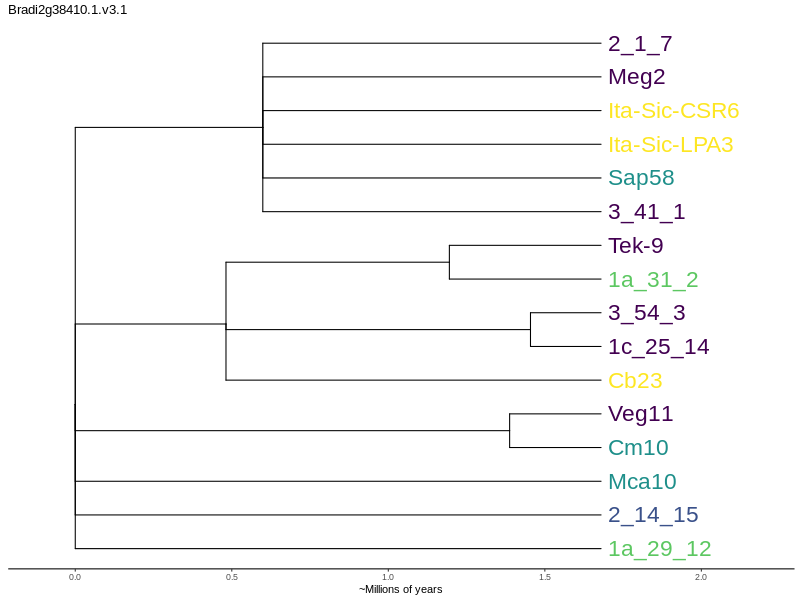 Bradi2g38410.1.v3.1
2_1_7
Meg2
Ita-Sic-CSR6
Ita-Sic-LPA3
Sap58
3_41_1
Tek-9
1a_31_2
3_54_3
1c_25_14
Cb23
Veg11
Cm10
Mca10
2_14_15
1a_29_12
0.0 0.5 1.0 1.5 2.0
~Millions of years